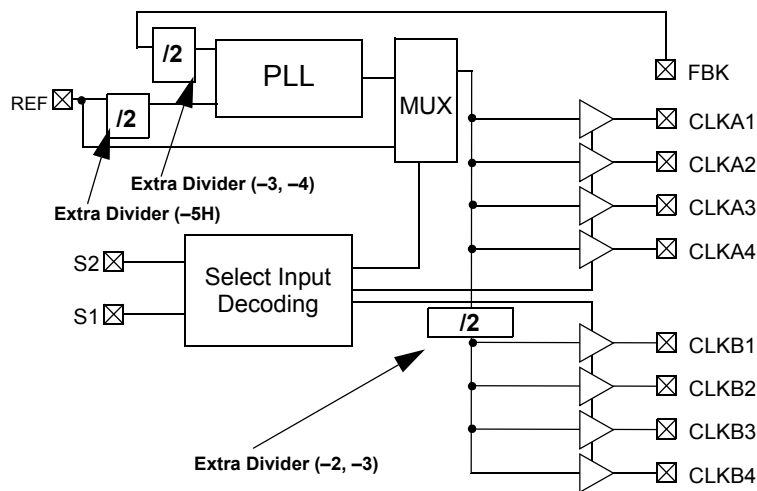 /2
PLL
FBK
REF
/2
MUX
CLKA1
CLKA2
Extra Divider (–3, –4)
CLKA3
Extra Divider (–5H)
CLKA4
S2
Select Input
Decoding
S1
/2
CLKB1
CLKB2
CLKB3
Extra Divider (–2, –3)
CLKB4